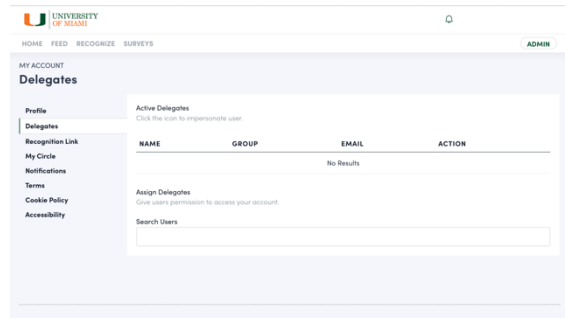 UNIVERSITY
OF MIAMI
HOME FEED RECOGNIZE SURVEYS
ADMIN
MY ACCOUNT
Delegates
Profile
Delegates
Recognition Link
My Circle
Notifications
Terms
Cookie Policy
Accessibility
Active Delegates
Click the icon to impersonate user.
NAME GROUP EMAIL ACTION
No Results
Assign Delegates
Give users permission to access your account.
Search Users